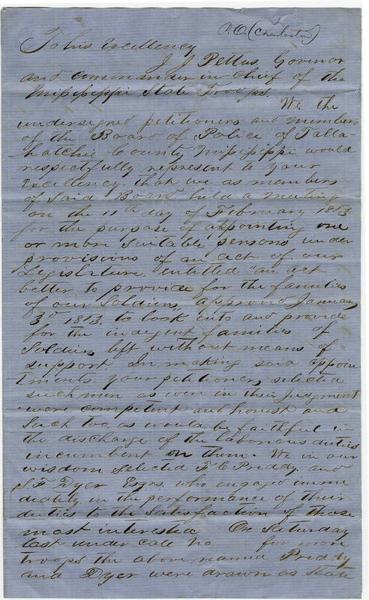 P.O. (Charleston)
To his Excellency
J. J. Pettus, Govinor
and commander in Chief of the
Mississippi State Troops,
We the
undersigned petitioners and members
of the Board of Police of Talla-
hatchie County Mississippi would
respectfully represent to your
Excellency that we as members
of said Board held a meeting
on the 11th day of February 1863
for the purpose of appointing one
or more suitable persons under
provisions of an act of our
Legislature entitled "an act
better to provide for the families
of our Soldiers, approved January
3rd 1863. to look into and provide
for the indigent families of
Soldiers left without means of
support. In making said appoin
tments your petitioners selected
such men as were in their judgment
were competent and honest and
such too as would be faithful in
the discharge of the laborious duties
incumbent on them. We in our
wisdom selected F. C. Priddy and
Dyer Esqrs. who engaged imme
diately in the performance of their
duties to the satisfaction of those
most interested On Saturday
last under call No for more
troops the above named Priddy
and Dyer were drawn as State